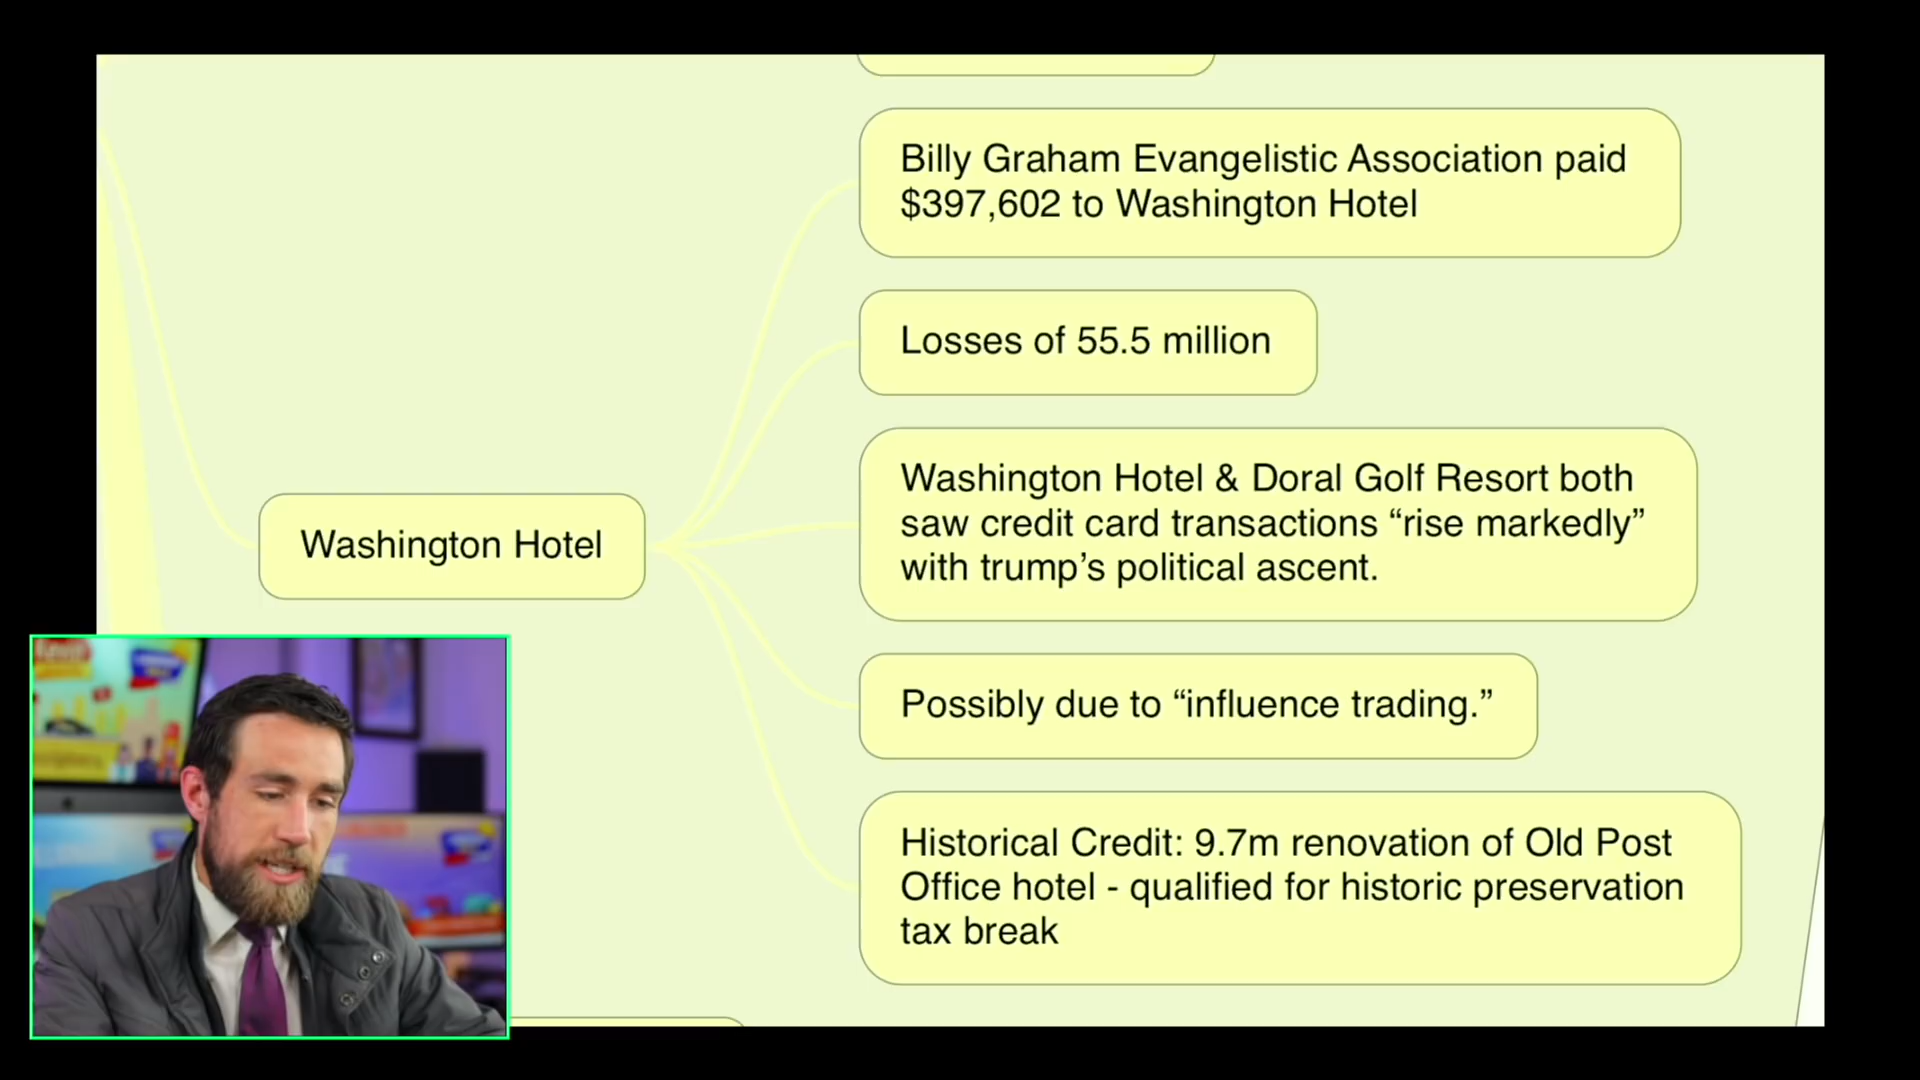 Billy Graham Evangelistic Association paid
$397,602 to Washington Hotel
Losses of 55.5 million
Washington Hotel & Doral Golf Resort both
saw credit card transactions “rise markedly”
with trump’s political ascent.
Washington Hotel
Possibly due to “influence trading.”
Historical Credit: 9.7m renovation of Old Post
Office hotel - qualified for historic preservation
tax break